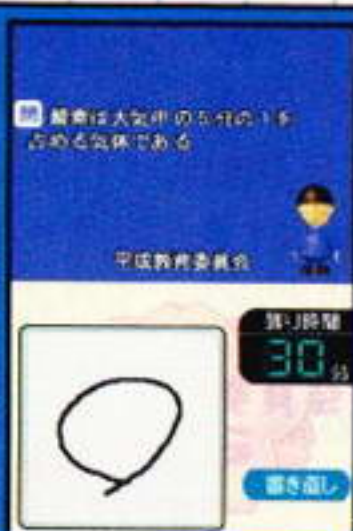 問 酸素は大気中の5分の1を
占める気体である
平成教育委員会
残り時間
30秒
書き直し